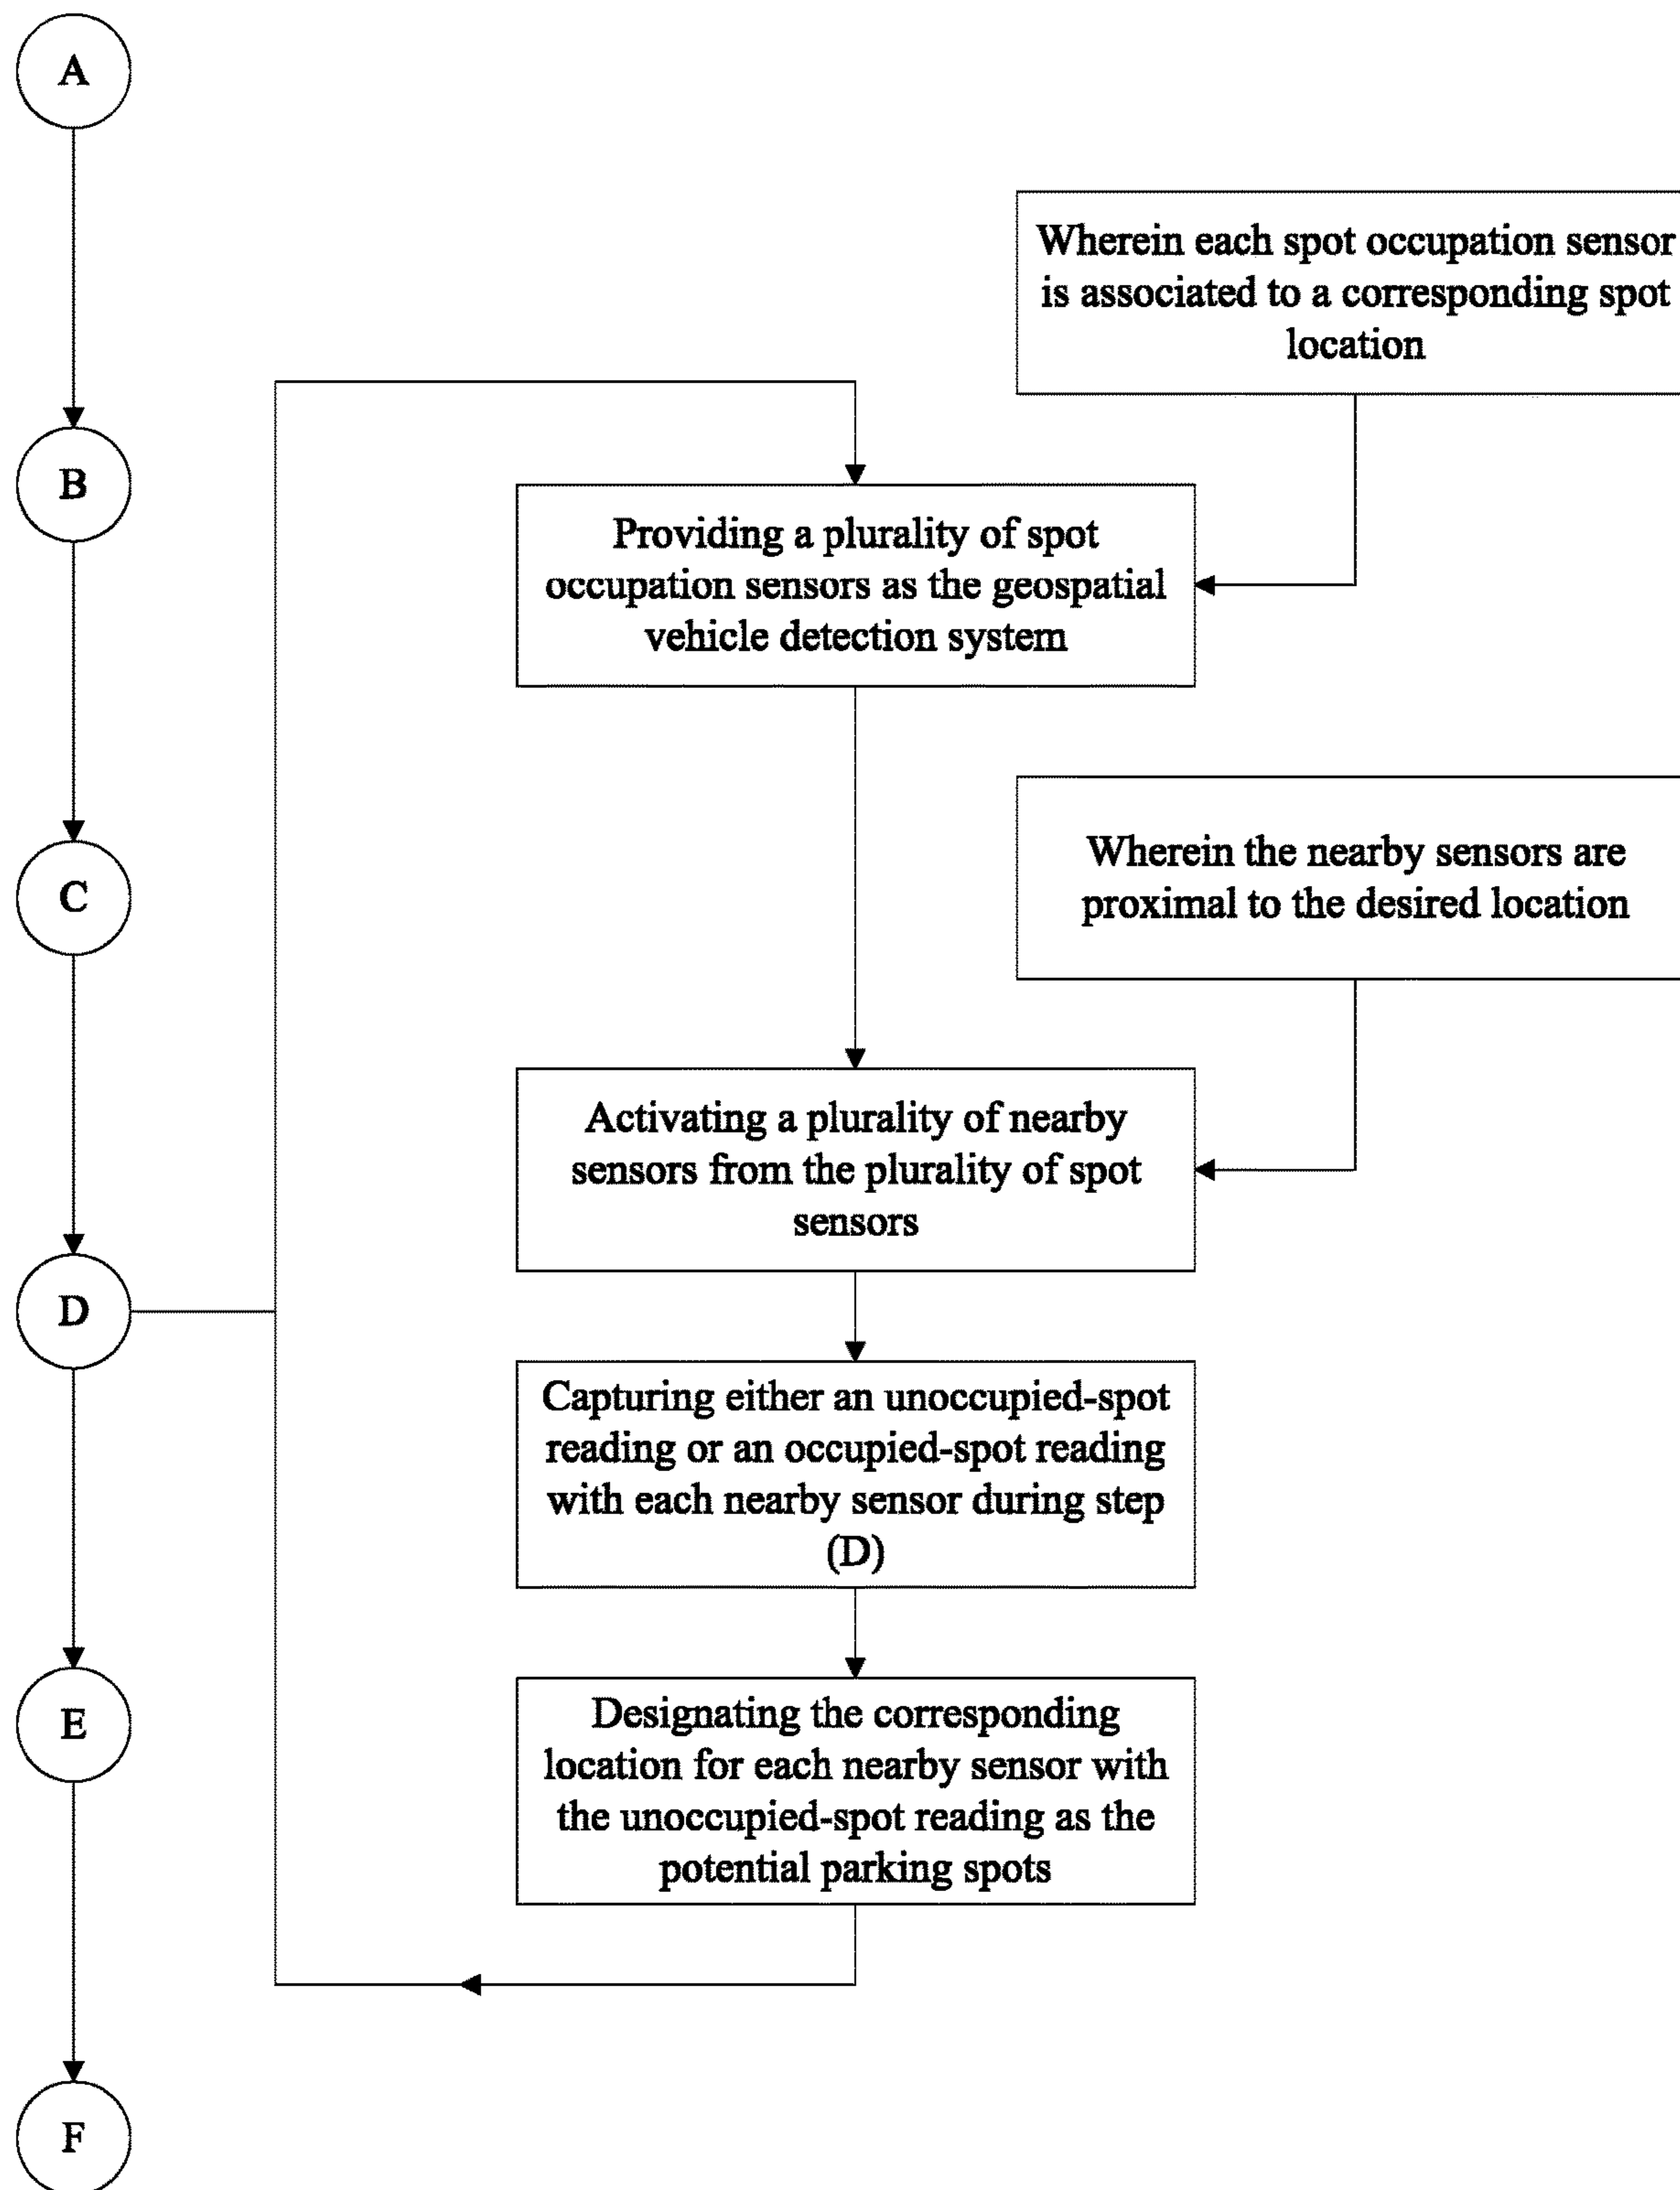 A
Wherein each spot occupation sensor
is associated to a corresponding spot
location
B
Providing a plurality of spot
occupation sensors as the geospatial
vehicle detection system
C
Wherein the nearby sensors are
proximal to the desired location
Activating a plurality of nearby
sensors from the plurality of spot
sensors
D
Capturing either an unoccupied-spot
reading or an occupied-spot reading
with each nearby sensor during step
(D)
E
Designating the corresponding
location for each nearby sensor with
the unoccupied-spot reading as the
potential parking spots
F